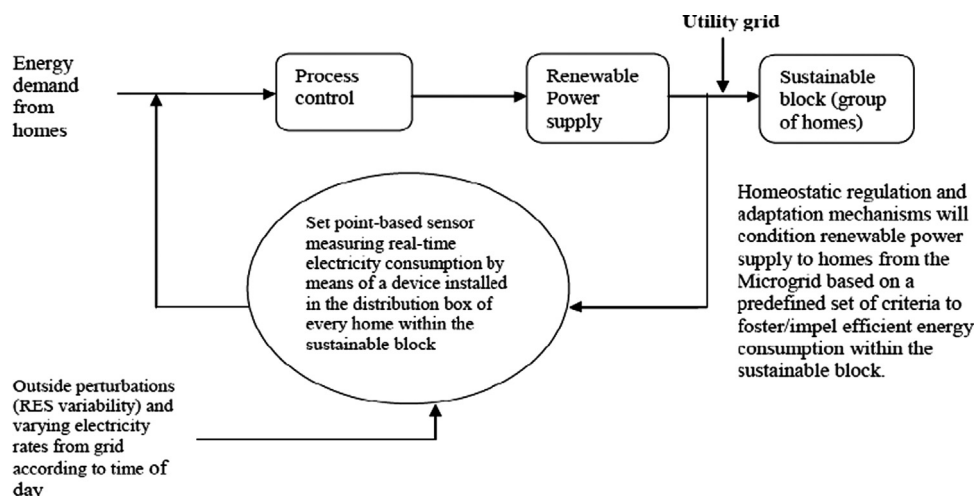 Utility grid
Energy
demand
from
homes
Process
control
Renewable
Power
supply
Sustainable
block (group
of homes)
Set point-based sensor
measuring real-time
electricity consumption by
means of a device installed
in the distribution box of
every home within the
sustainable block
Homeostatic regulation and
adaptation mechanisms will
condition renewable power
supply to homes from the
Microgrid based on a
predefined set of criteria to
foster/impel efficient energy
consumption within the
sustainable block.
Outside perturbations
(RES variability) and
varying electricity
rates from grid
according to time of
day